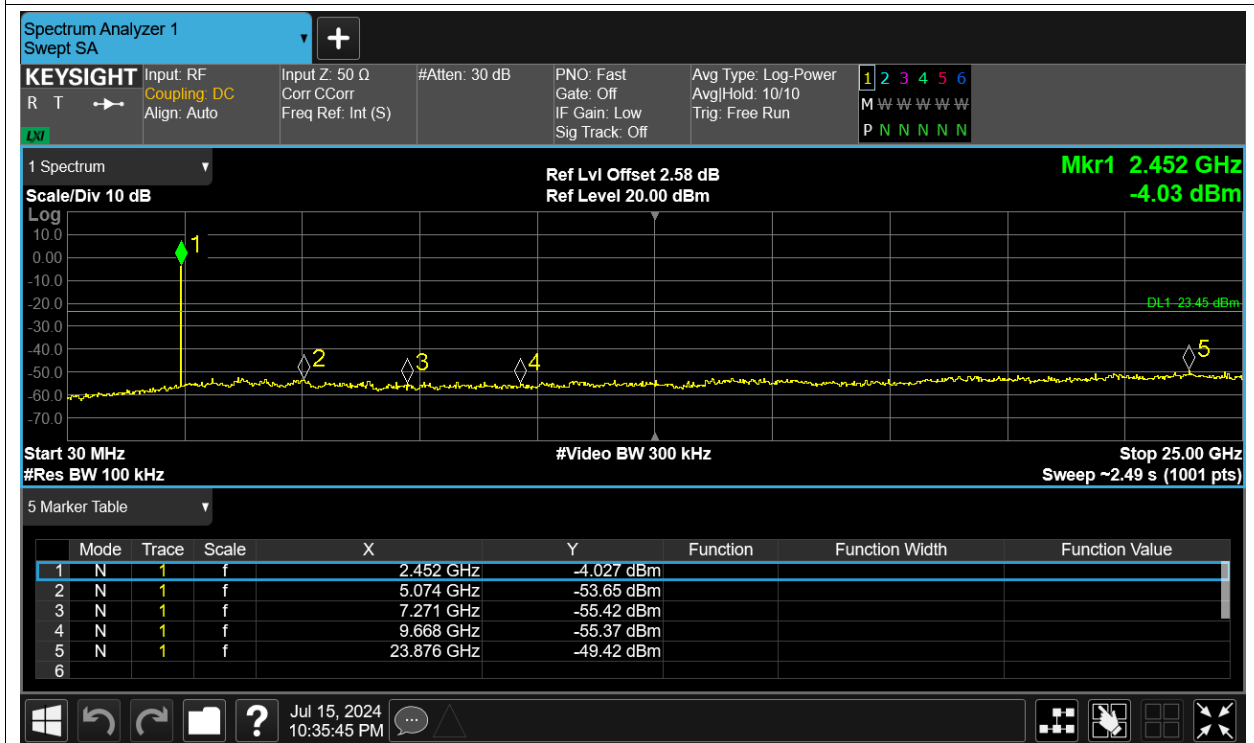 Spectrum Analyzer 1
Swept SA
KEYSIGHT Input: RF Input Z: 50 Ω #Atten: 30 dB PNO: Fast Avg Type: Log-Power 1 2 3 4 5 6
R T Coupling: DC Corr CCorr Gate: Off Avg|Hold: 10/10 M W W W W W
Align: Auto Freq Ref: Int (S) IF Gain: Low Trig: Free Run
LXI Sig Track: Off P N N N N N
1 Spectrum Ref Lvl Offset 2.58 dB Mkr1 2.452 GHz
Scale/Div 10 dB Ref Level 20.00 dBm -4.03 dBm
Log
10.0
1
0.00
-10.0
-20.0 DL1 -23.45 dBm
-30.0
-40.0 2 3 4 5
-50.0
-60.0
-70.0
Start 30 MHz #Video BW 300 kHz Stop 25.00 GHz
#Res BW 100 kHz Sweep ~2.49 s (1001 pts)
5 Marker Table
Mode Trace Scale X Y Function Function Width Function Value
1 N 1 f 2.452 GHz -4.027 dBm
2 N 1 f 5.074 GHz -53.65 dBm
3 N 1 f 7.271 GHz -55.42 dBm
4 N 1 f 9.668 GHz -55.37 dBm
5 N 1 f 23.876 GHz -49.42 dBm
6
? Jul 15, 2024
10:35:45 PM